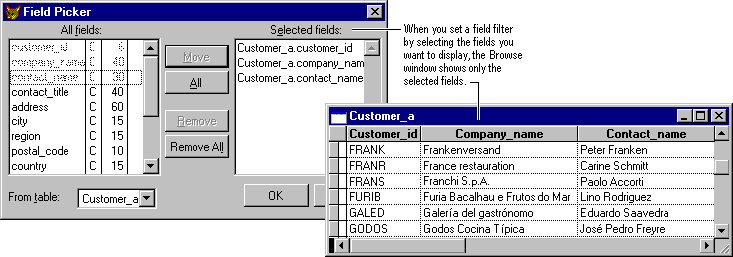 Field Picker
All fields:
Selected fields:
customer_id C 6
company_name C 40
contact_name C 30
contact_title C 40
address C 60
city C 15
region C 15
postal_code C 10
country C 15
Move
All
Remove
Remove All
Customer_a.customer_id
Customer_a.company_nam
Customer_a.contact_name
From table:
Customer_a
OK
When you set a field filter
by selecting the fields you
want to display, the Browse
window shows only the
selected fields.
Customer_a
Customer_id Company_name Contact_name
FRANK Frankenversand Peter Franken
FRANR France restauration Carine Schmitt
FRANS Franchi S.p.A. Paolo Accorti
FURIB Furia Bacalhau e Frutos do Mar Lino Rodriguez
GALED Galería del gastrónomo Eduardo Saavedra
GODOS Godos Cocina Típica José Pedro Freyre